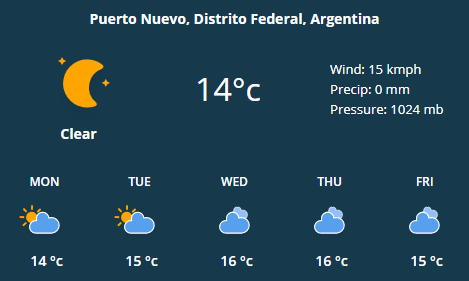 Puerto Nuevo, Distrito Federal, Argentina
14°c
Wind: 15 kmph
Precip: 0 mm
Pressure: 1024 mb
Clear
MON TUE WED THU FRI
14 °c 15 °c 16 °c 16 °c 15 °c